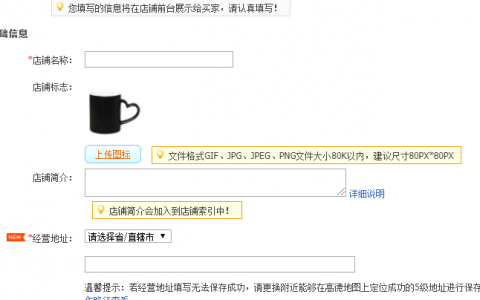 您填写的信息将在店铺前台展示给买家，请认真填写！
础信息
*店铺名称：
店铺标志：
上传图标
文件格式GIF、JPG、JPEG、PNG文件大小80K以内，建议尺寸80PX*80PX
店铺简介：
详细说明
店铺简介会加入到店铺索引中！
NEW *经营地址：
请选择省/直辖市
温馨提示：若经营地址填写无法保存成功，请更换附近能够在高德地图上定位成功的5级地址进行保存